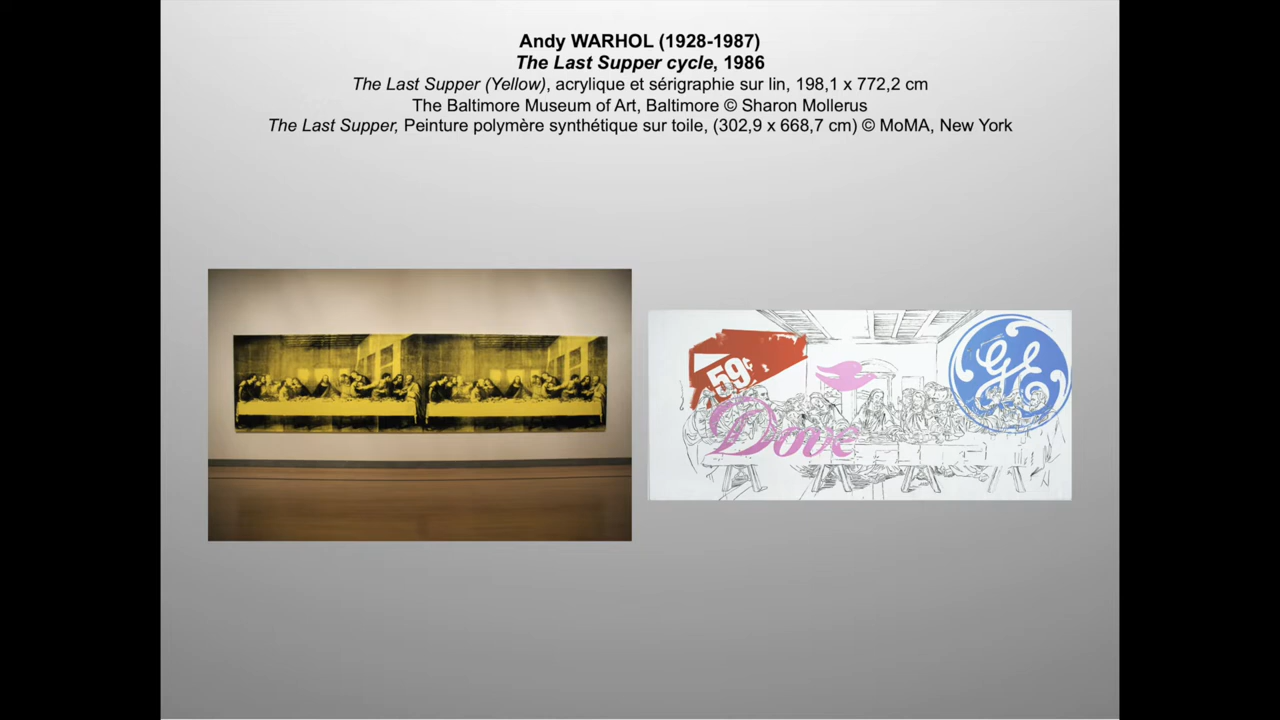 Andy WARHOL (1928-1987)
The Last Supper cycle, 1986
The Last Supper (Yellow), acrylique et sérigraphie sur lin, 198,1 x 772,2 cm
The Baltimore Museum of Art, Baltimore © Sharon Mollerus
The Last Supper, Peinture polymère synthétique sur toile, (302,9 x 668,7 cm) © MoMA, New York
59¢
GE
Dove